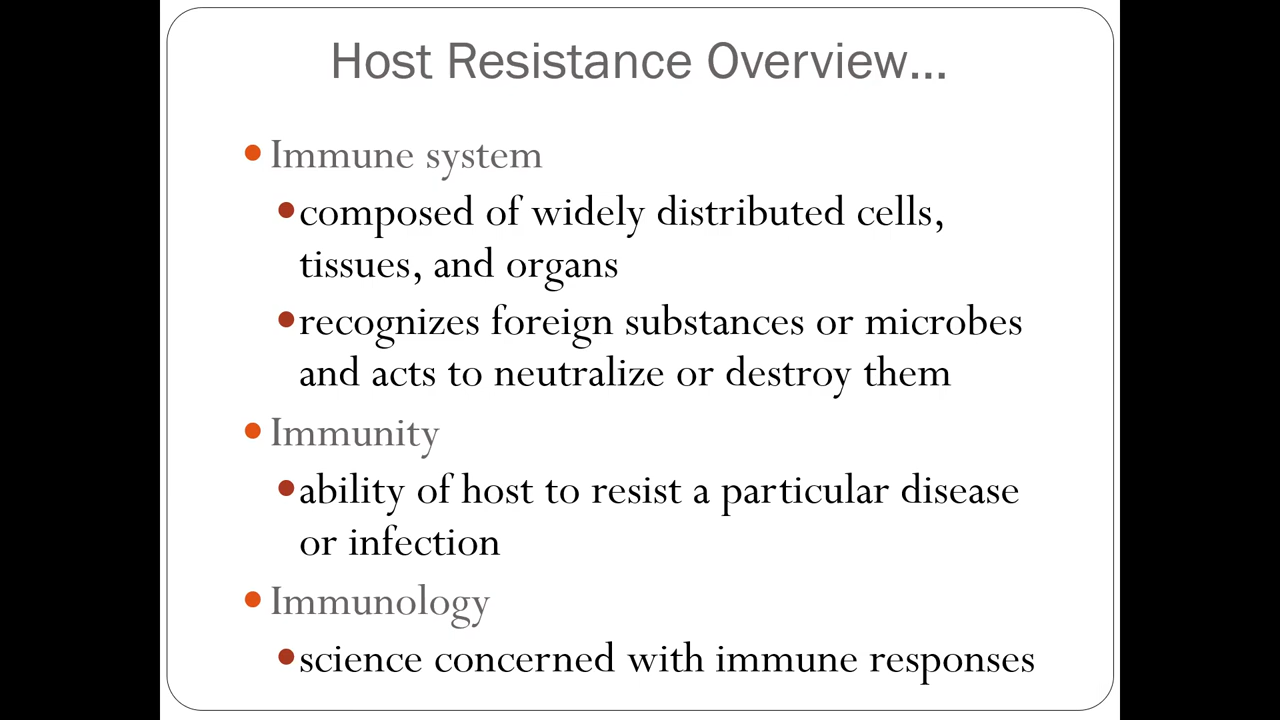 Host Resistance Overview...
• Immune system
• composed of widely distributed cells,
tissues, and organs
• recognizes foreign substances or microbes
and acts to neutralize or destroy them
• Immunity
• ability of host to resist a particular disease
or infection
• Immunology
• science concerned with immune responses